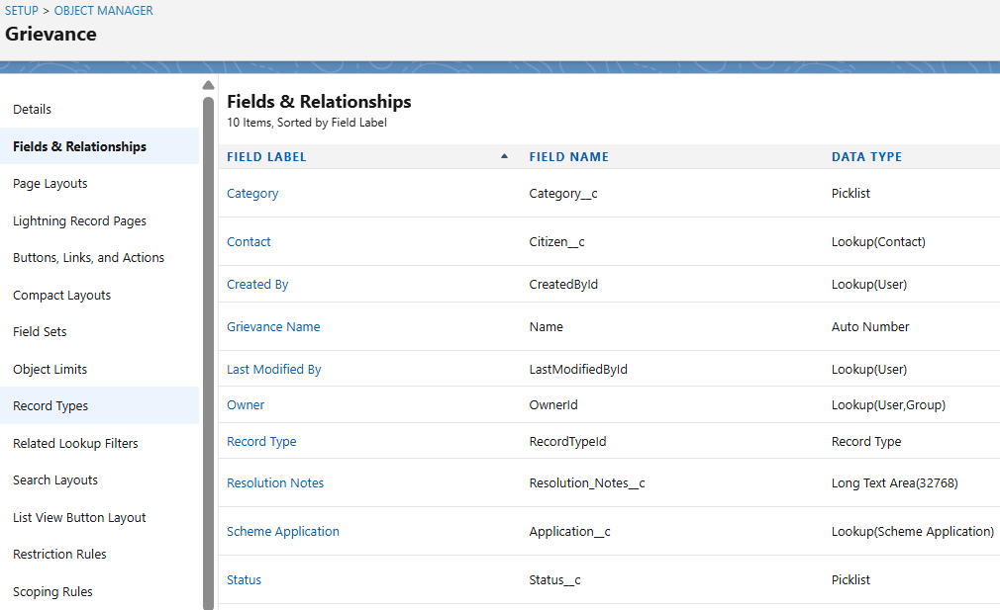 SETUP > OBJECT MANAGER
Grievance
Details
Fields & Relationships
Page Layouts
Lightning Record Pages
Buttons, Links, and Actions
Compact Layouts
Field Sets
Object Limits
Record Types
Related Lookup Filters
Search Layouts
List View Button Layout
Restriction Rules
Scoping Rules
Fields & Relationships
10 Items, Sorted by Field Label
FIELD LABEL FIELD NAME DATA TYPE
Category Category__c Picklist
Contact Citizen__c Lookup(Contact)
Created By CreatedById Lookup(User)
Grievance Name Name Auto Number
Last Modified By LastModifiedById Lookup(User)
Owner OwnerId Lookup(User,Group)
Record Type RecordTypeId Record Type
Resolution Notes Resolution_Notes__c Long Text Area(32768)
Scheme Application Application__c Lookup(Scheme Application)
Status Status__c Picklist